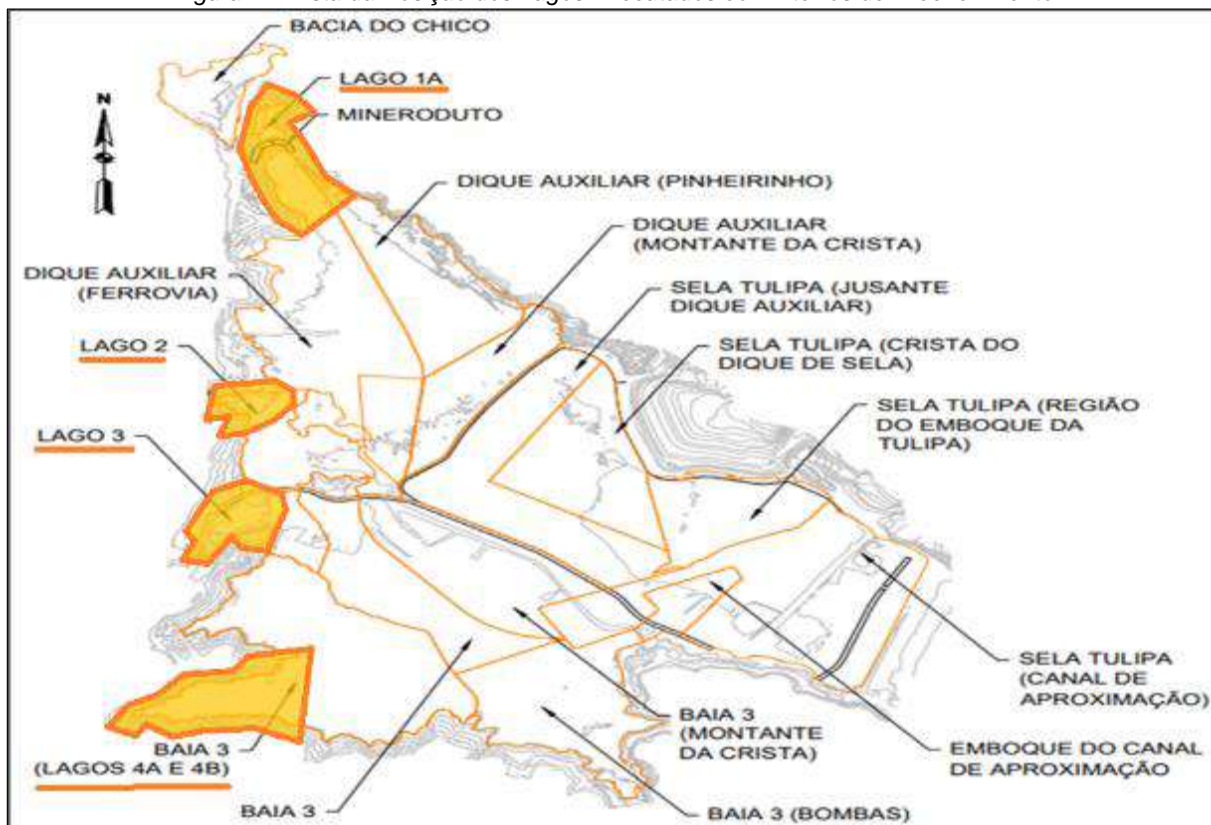 BACIA DO CHICO
LAGO 1A
MINERODUTO
N
DIQUE AUXILIAR (PINHEIRINHO)
DIQUE AUXILIAR
(MONTANTE DA CRISTA)
DIQUE AUXILIAR
(FERROVIA)
SELA TULIPA (JUSANTE
DIQUE AUXILIAR)
LAGO 2
SELA TULIPA (CRISTA DO
DIQUE DE SELA)
SELA TULIPA (REGIÃO
DO EMBOQUE DA
TULIPA)
LAGO 3
SELA TULIPA
(CANAL DE
APROXIMAÇÃO)
BAIA 3
(MONTANTE
DA CRISTA)
EMBOQUE DO CANAL
DE APROXIMAÇÃO
BAIA 3
(LAGOS 4A E 4B)
BAIA 3
BAIA 3 (BOMBAS)